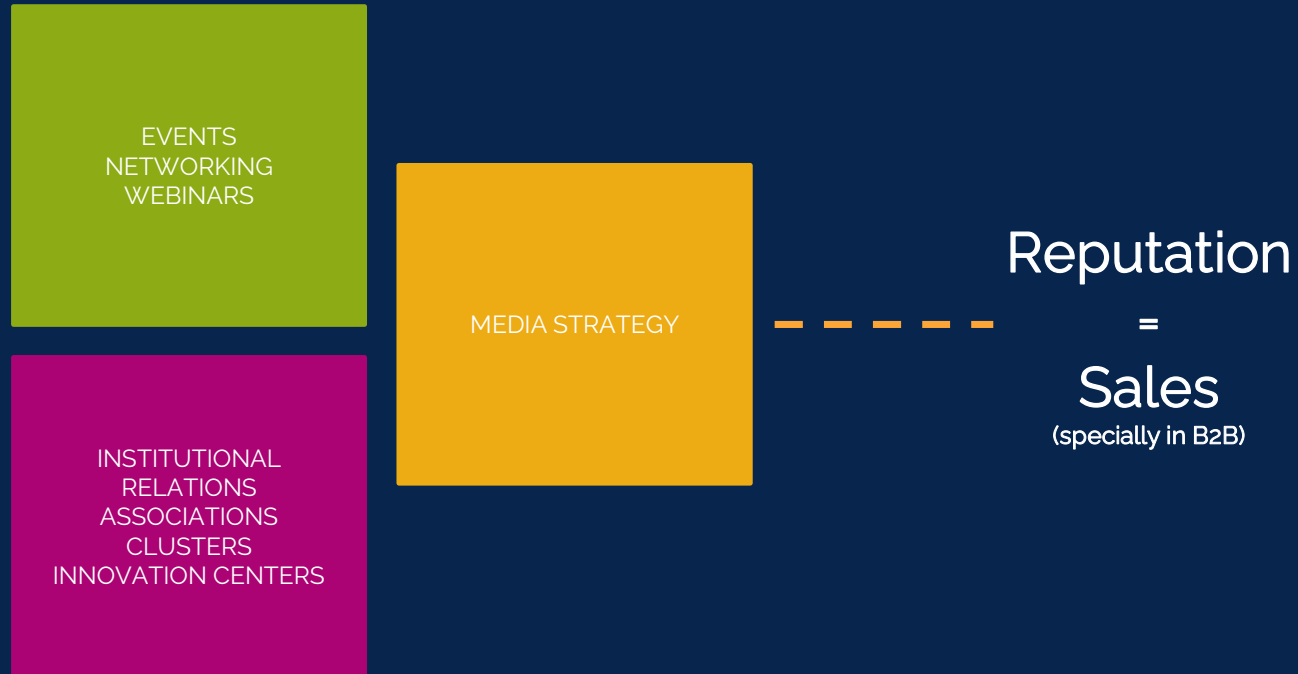 EVENTS
NETWORKING
WEBINARS
INSTITUTIONAL
RELATIONS
ASSOCIATIONS
CLUSTERS
INNOVATION CENTERS
MEDIA STRATEGY
Reputation
=
Sales
(specially in B2B)